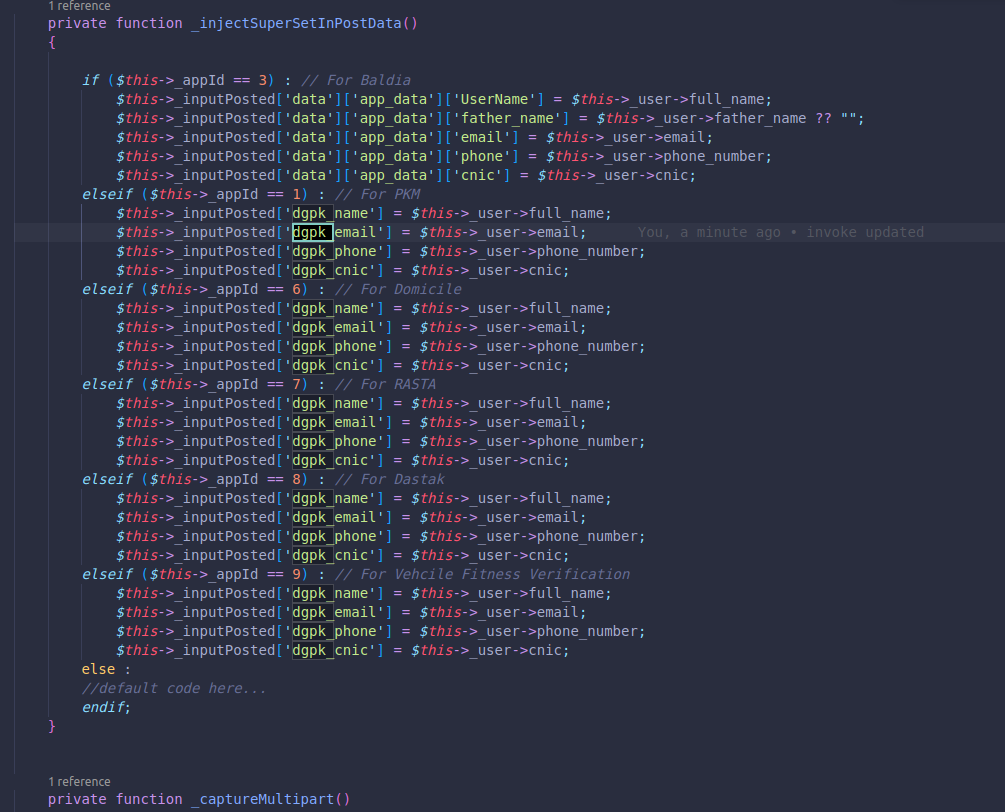 1 reference
private function _injectSuperSetInPostData()
{
if ($this->_appId == 3) : // For Baldia
$this->_inputPosted['data']['app_data']['UserName'] = $this->_user->full_name;
$this->_inputPosted['data']['app_data']['father_name'] = $this->_user->father_name ?? "";
$this->_inputPosted['data']['app_data']['email'] = $this->_user->email;
$this->_inputPosted['data']['app_data']['phone'] = $this->_user->phone_number;
$this->_inputPosted['data']['app_data']['cnic'] = $this->_user->cnic;
elseif ($this->_appId == 1) : // For PKM
$this->_inputPosted['dgpk_name'] = $this->_user->full_name;
$this->_inputPosted['dgpk_email'] = $this->_user->email; You, a minute ago • invoke updated
$this->_inputPosted['dgpk_phone'] = $this->_user->phone_number;
$this->_inputPosted['dgpk_cnic'] = $this->_user->cnic;
elseif ($this->_appId == 6) : // For Domicile
$this->_inputPosted['dgpk_name'] = $this->_user->full_name;
$this->_inputPosted['dgpk_email'] = $this->_user->email;
$this->_inputPosted['dgpk_phone'] = $this->_user->phone_number;
$this->_inputPosted['dgpk_cnic'] = $this->_user->cnic;
elseif ($this->_appId == 7) : // For RASTA
$this->_inputPosted['dgpk_name'] = $this->_user->full_name;
$this->_inputPosted['dgpk_email'] = $this->_user->email;
$this->_inputPosted['dgpk_phone'] = $this->_user->phone_number;
$this->_inputPosted['dgpk_cnic'] = $this->_user->cnic;
elseif ($this->_appId == 8) : // For Dastak
$this->_inputPosted['dgpk_name'] = $this->_user->full_name;
$this->_inputPosted['dgpk_email'] = $this->_user->email;
$this->_inputPosted['dgpk_phone'] = $this->_user->phone_number;
$this->_inputPosted['dgpk_cnic'] = $this->_user->cnic;
elseif ($this->_appId == 9) : // For Vehcile Fitness Verification
$this->_inputPosted['dgpk_name'] = $this->_user->full_name;
$this->_inputPosted['dgpk_email'] = $this->_user->email;
$this->_inputPosted['dgpk_phone'] = $this->_user->phone_number;
$this->_inputPosted['dgpk_cnic'] = $this->_user->cnic;
else :
//default code here...
endif;
}
1 reference
private function _captureMultipart()